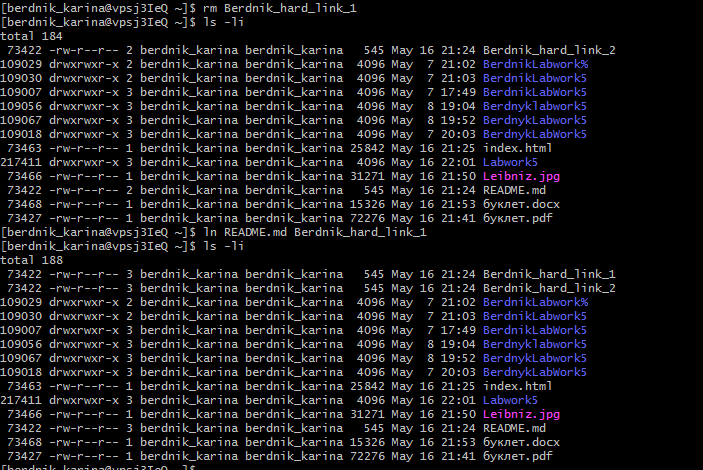 [berdnik_karina@vpsj3IeQ ~]$ rm Berdnik_hard_link_1
[berdnik_karina@vpsj3IeQ ~]$ ls -li
total 184
 73422 -rw-r--r-- 2 berdnik_karina berdnik_karina   545 May 16 21:24 Berdnik_hard_link_2
109029 drwxrwxr-x 2 berdnik_karina berdnik_karina  4096 May  7 21:02 BerdnikLabwork%
109030 drwxrwxr-x 2 berdnik_karina berdnik_karina  4096 May  7 21:03 BerdnikLabwork5
109007 drwxrwxr-x 3 berdnik_karina berdnik_karina  4096 May  7 17:49 BerdnikLabWork5
109056 drwxrwxr-x 3 berdnik_karina berdnik_karina  4096 May  8 19:04 Berdnyklabwork5
109067 drwxrwxr-x 3 berdnik_karina berdnik_karina  4096 May  8 19:52 BerdnykLabwork5
109018 drwxrwxr-x 3 berdnik_karina berdnik_karina  4096 May  7 20:03 BerdnykLabWork5
 73463 -rw-r--r-- 1 berdnik_karina berdnik_karina 25842 May 16 21:25 index.html
217411 drwxrwxr-x 3 berdnik_karina berdnik_karina  4096 May 16 22:01 Labwork5
 73466 -rw-r--r-- 1 berdnik_karina berdnik_karina 31271 May 16 21:50 Leibniz.jpg
 73422 -rw-r--r-- 2 berdnik_karina berdnik_karina   545 May 16 21:24 README.md
 73468 -rw-r--r-- 1 berdnik_karina berdnik_karina 15326 May 16 21:53 буклет.docx
 73427 -rw-r--r-- 1 berdnik_karina berdnik_karina 72276 May 16 21:41 буклет.pdf
[berdnik_karina@vpsj3IeQ ~]$ ln README.md Berdnik_hard_link_1
[berdnik_karina@vpsj3IeQ ~]$ ls -li
total 188
 73422 -rw-r--r-- 3 berdnik_karina berdnik_karina   545 May 16 21:24 Berdnik_hard_link_1
 73422 -rw-r--r-- 3 berdnik_karina berdnik_karina   545 May 16 21:24 Berdnik_hard_link_2
109029 drwxrwxr-x 2 berdnik_karina berdnik_karina  4096 May  7 21:02 BerdnikLabwork%
109030 drwxrwxr-x 2 berdnik_karina berdnik_karina  4096 May  7 21:03 BerdnikLabwork5
109007 drwxrwxr-x 3 berdnik_karina berdnik_karina  4096 May  7 17:49 BerdnikLabWork5
109056 drwxrwxr-x 3 berdnik_karina berdnik_karina  4096 May  8 19:04 Berdnyklabwork5
109067 drwxrwxr-x 3 berdnik_karina berdnik_karina  4096 May  8 19:52 BerdnykLabwork5
109018 drwxrwxr-x 3 berdnik_karina berdnik_karina  4096 May  7 20:03 BerdnykLabWork5
 73463 -rw-r--r-- 1 berdnik_karina berdnik_karina 25842 May 16 21:25 index.html
217411 drwxrwxr-x 3 berdnik_karina berdnik_karina  4096 May 16 22:01 Labwork5
 73466 -rw-r--r-- 1 berdnik_karina berdnik_karina 31271 May 16 21:50 Leibniz.jpg
 73422 -rw-r--r-- 3 berdnik_karina berdnik_karina   545 May 16 21:24 README.md
 73468 -rw-r--r-- 1 berdnik_karina berdnik_karina 15326 May 16 21:53 буклет.docx
 73427 -rw-r--r-- 1 berdnik_karina berdnik_karina 72276 May 16 21:41 буклет.pdf
[berdnik_karina@vpsj3IeQ ~]$